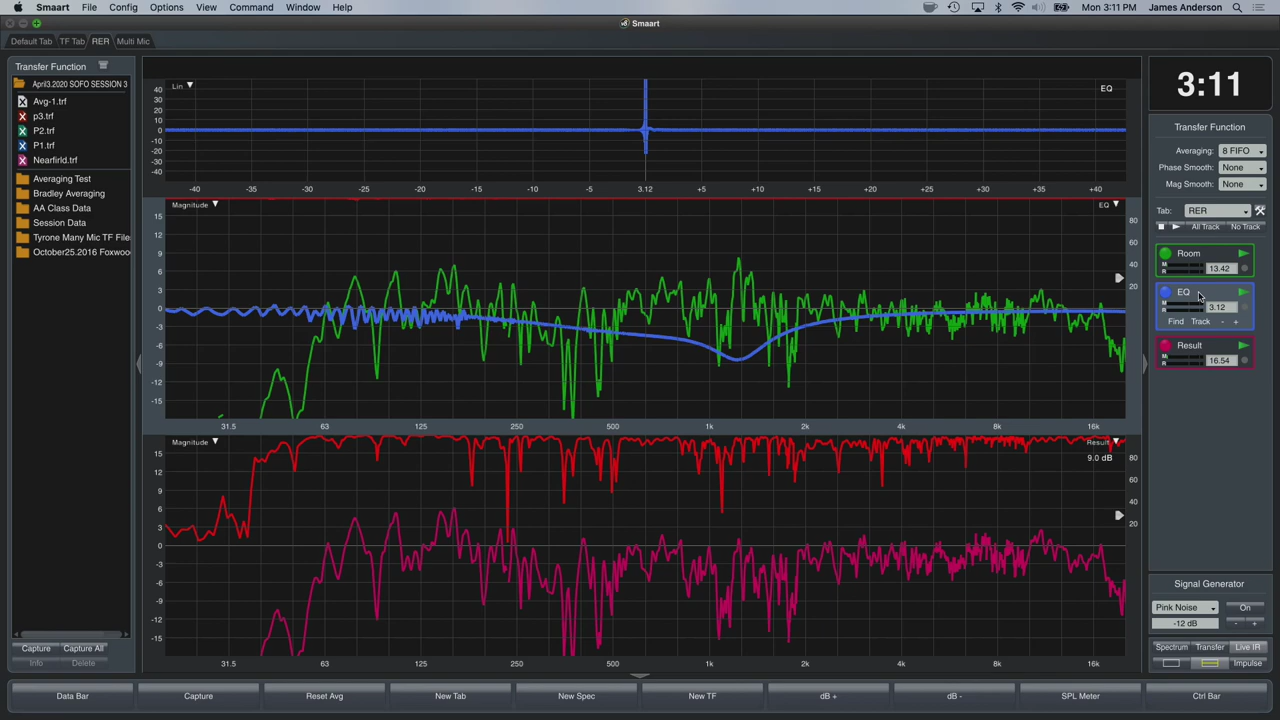 Smaart File Config Options View Command Window Help
Mon 3:11 PM James Anderson
Smaart
Default Tab TF Tab RER Multi Mic
Transfer Function
April3.2020 SOFO SESSION 3
Avg-1.trf
p3.trf
P2.trf
P1.trf
Nearfirld.trf
Averaging Test
Bradley Averaging
AA Class Data
Session Data
Tyrone Many Mic TF File
October25.2016 Foxwoo
Capture Capture All
Info Delete
Lin EQ
40
30
20
10
0
-10
-20
-30
-40
-40 -30 -20 -10 -5 3.12 +5 +10 +20 +30 +40
Magnitude EQ
15
12
9
6
3
0
-3
-6
-9
-12
-15
80
60
40
20
31.5 63 125 250 500 1k 2k 4k 8k 16k
Magnitude Result
9.0 dB
15
12
9
6
3
0
-3
-6
-9
-12
-15
80
60
40
20
31.5 63 125 250 500 1k 2k 4k 8k 16k
3:11
Transfer Function
Averaging: 8 FIFO
Phase Smooth: None
Mag Smooth: None
Tab: RER
All Track No Track
Room
M
R 13.42
EQ
M
R 3.12
Find Track - +
Result
M
R 16.54
Signal Generator
Pink Noise On
-12 dB - +
Spectrum Transfer Live IR
Impulse
Data Bar Capture Reset Avg New Tab New Spec New TF dB + dB - SPL Meter Ctrl Bar